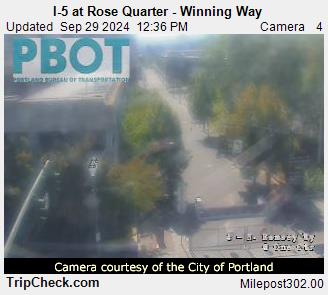 I-5 at Rose Quarter - Winning Way
Updated Sep 29 2024 12:36 PM Camera 4
PBOT
PORTLAND BUREAU OF TRANSPORTATION
Camera courtesy of the City of Portland
TripCheck.com Milepost302.00